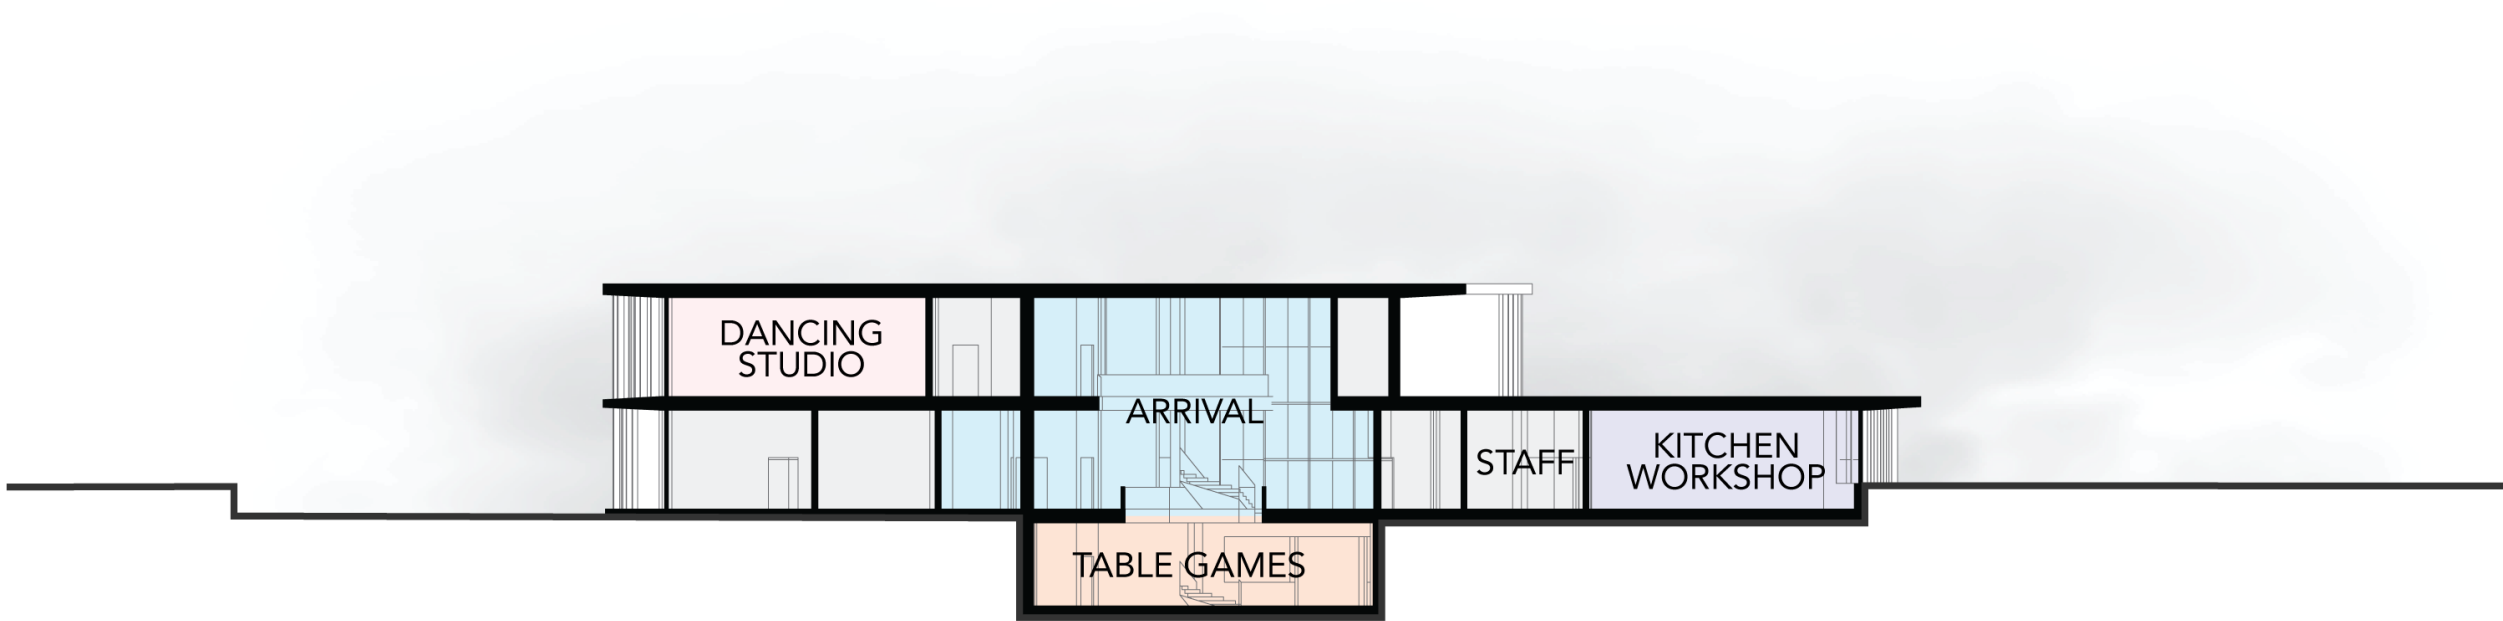 DANCING
STUDIO
ARRIVAL
STAFF
KITCHEN
WORKSHOP
TABLE GAMES